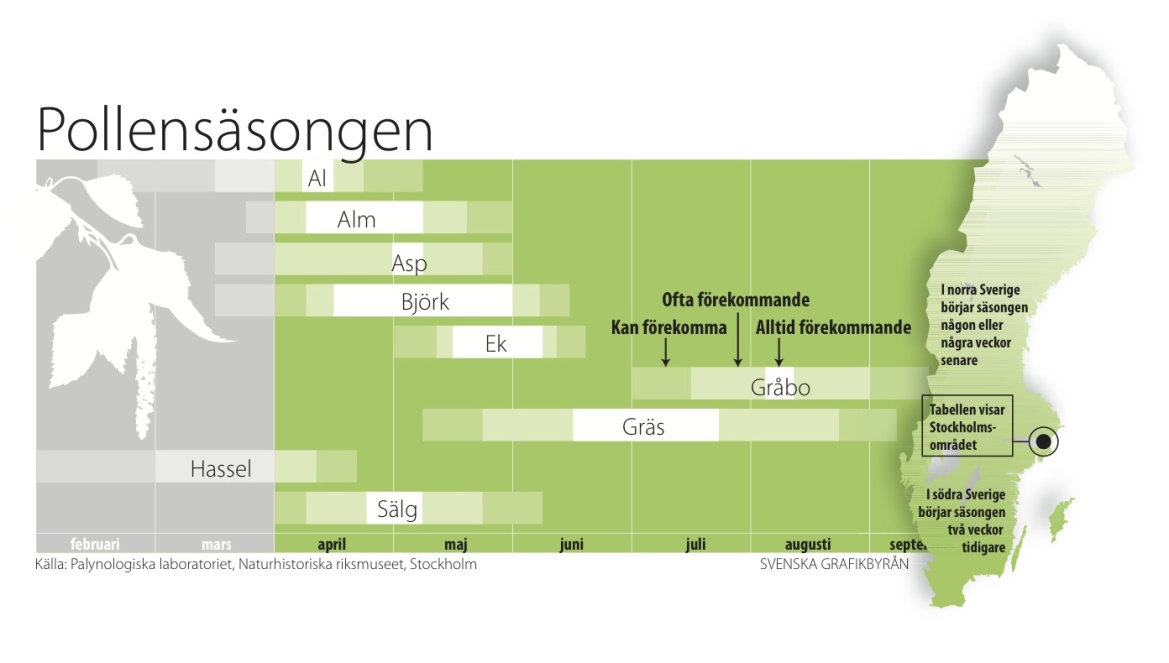 Pollensäsongen
Al
Alm
Asp
Björk
Ek
Ofta förekommande
Kan förekomma
Alltid förekommande
Gråbo
Gräs
Hassel
Sälg
februari
mars
april
maj
juni
juli
augusti
septe
Källa: Palynologiska laboratoriet, Naturhistoriska riksmuseet, Stockholm
SVENSKA GRAFIKBYRÅN
I norra Sverige
börjar säsongen
någon eller
några veckor
senare
Tabellen visar
Stockholms-
området
I södra Sverige
börjar säsongen
två veckor
tidigare